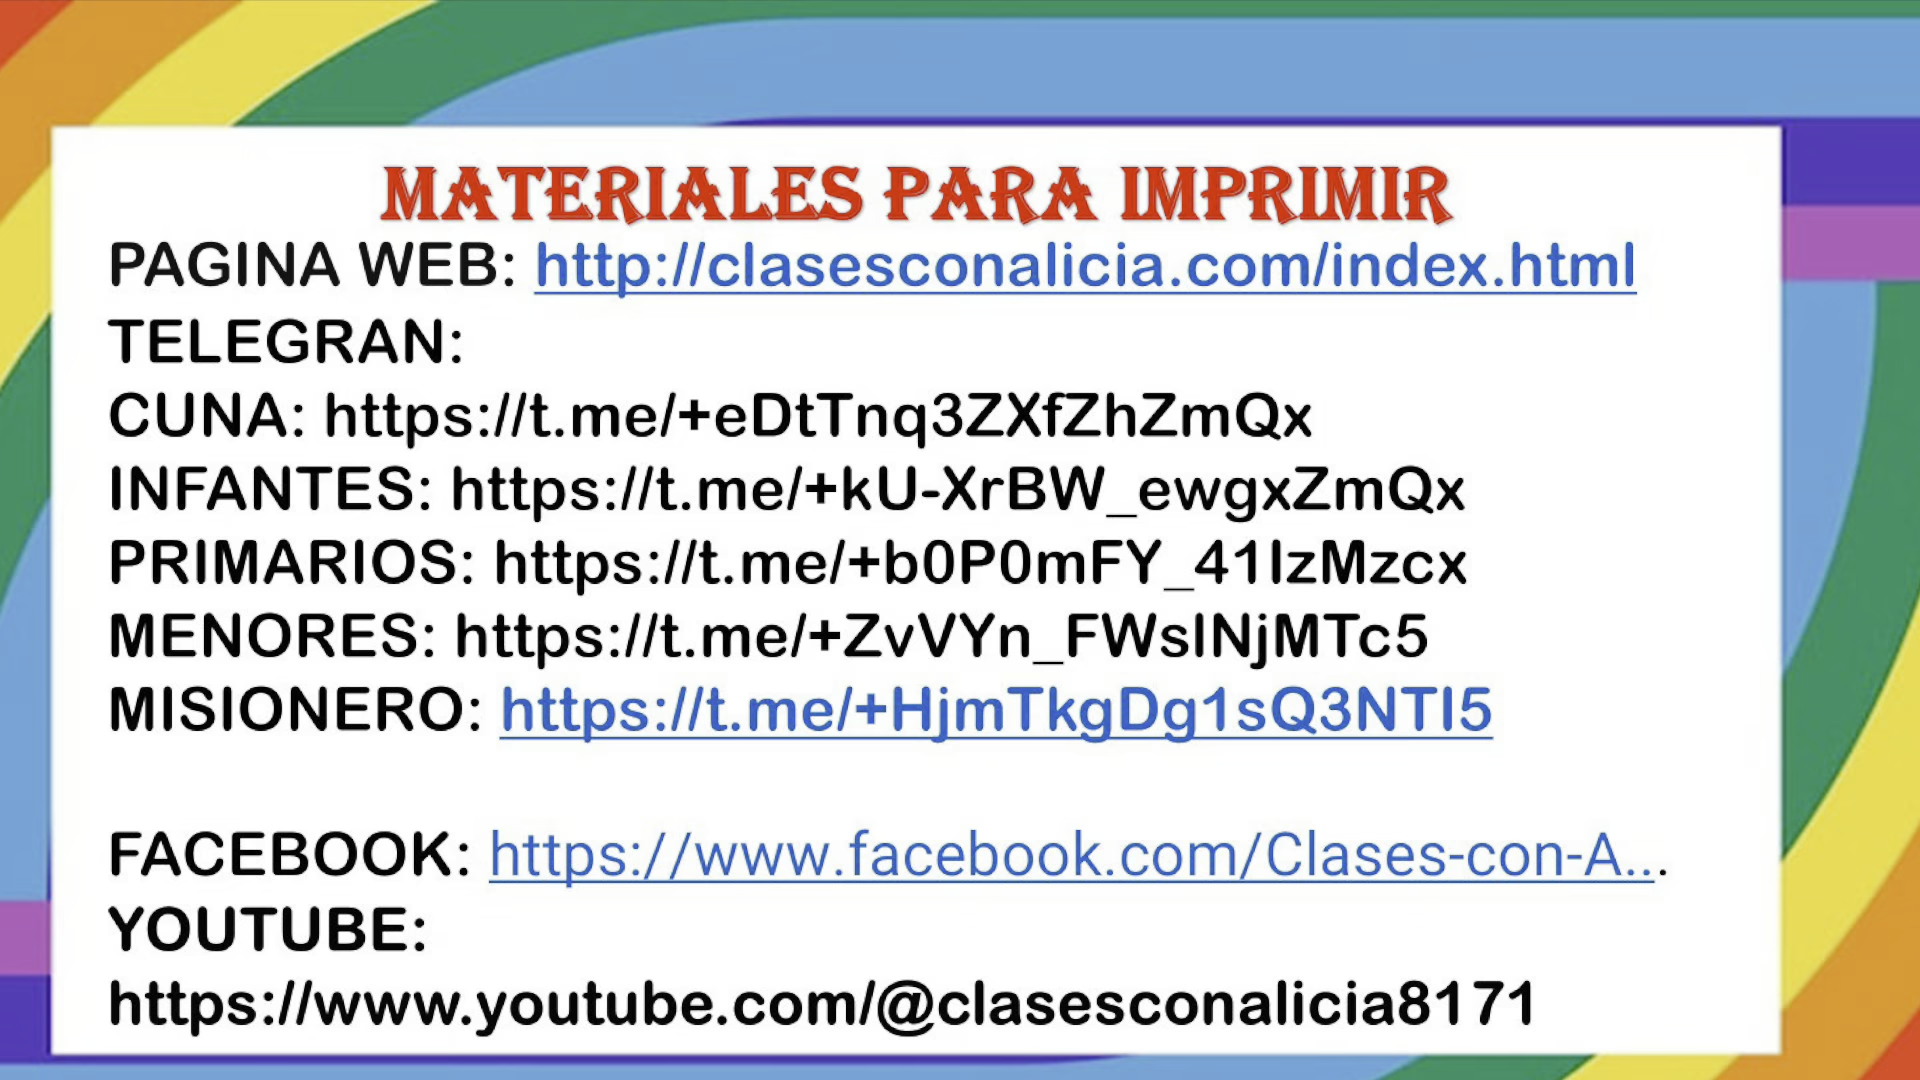 MATERIALES PARA IMPRIMIR
PAGINA WEB: http://clasesconalicia.com/index.html
TELEGRAN:
CUNA: https://t.me/+eDtTnq3ZXfZhZmQx
INFANTES: https://t.me/+kU-XrBW_ewgxZmQx
PRIMARIOS: https://t.me/+b0P0mFY_41IzMzcx
MENORES: https://t.me/+ZvVYn_FWsINjMTc5
MISIONERO: https://t.me/+HjmTkgDg1sQ3NTI5
FACEBOOK: https://www.facebook.com/Clases-con-A...
YOUTUBE:
https://www.youtube.com/@clasesconalicia8171